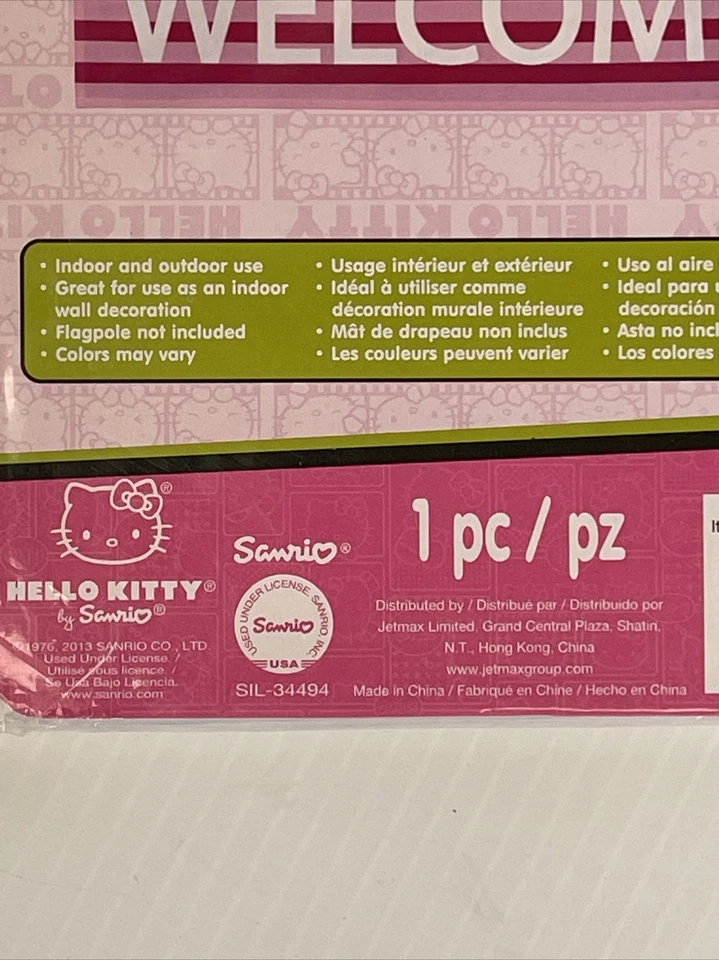 WELCOM
LO
HELLO KITTY
• Indoor and outdoor use
• Great for use as an indoor
wall decoration
• Flagpole not included
• Colors may vary
• Usage intérieur et extérieur
• Idéal à utiliser comme
décoration murale intérieure
• Mât de drapeau non inclus
• Les couleurs peuvent varier
• Uso al aire
• Ideal para
decoración
• Asta no incl
• Los colores
®
HELLO KITTY®
by Sanrio®
©1976, 2013 SANRIO CO., LTD.
Used Under License. /
Utilisé sous licence. /
Se Usa Bajo Licencia.
www.sanrio.com
Sanrio®
USED UNDER LICENSE. SANRIO, INC.
Sanrio
USA
SIL-34494
1 pc / pz
Distributed by / Distribué par / Distribuido por
Jetmax Limited, Grand Central Plaza, Shatin,
N.T., Hong Kong, China
www.jetmaxgroup.com
Made in China / Fabriqué en Chine / Hecho en China
It